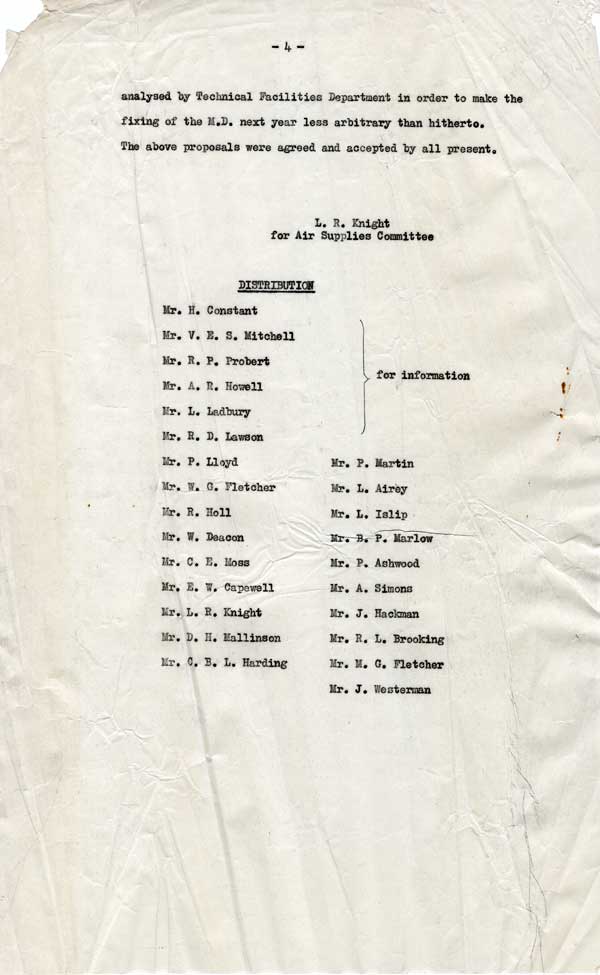 - 4 -
analysed by Technical Facilities Department in order to make the
fixing of the M.D. next year less arbitrary than hitherto.
The above proposals were agreed and accepted by all present.
L. R. Knight
for Air Supplies Committee
DISTRIBUTION
Mr. H. Constant
Mr. V. E. S. Mitchell
Mr. R. P. Probert
for information
Mr. A. R. Howell
Mr. L. Ladbury
Mr. R. D. Lawson
Mr. P. Lloyd
Mr. W. G. Fletcher
Mr. R. Holl
Mr. W. Deacon
Mr. C. E. Moss
Mr. E. W. Capewell
Mr. L. R. Knight
Mr. D. H. Mallinson
Mr. C. B. L. Harding
Mr. P. Martin
Mr. L. Airey
Mr. L. Islip
Mr. B. P. Marlow
Mr. P. Ashwood
Mr. A. Simons
Mr. J. Hackman
Mr. R. L. Brooking
Mr. M. G. Fletcher
Mr. J. Westerman